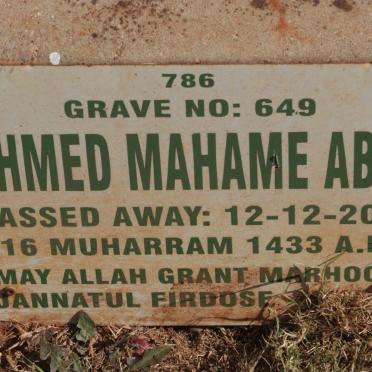 786
GRAVE NO: 649
HMED MAHAME AB
ASSED AWAY: 12-12-20
16 MUHARRAM 1433 A.
MAY ALLAH GRANT MARHOO
JANNATUL FIRDOSE